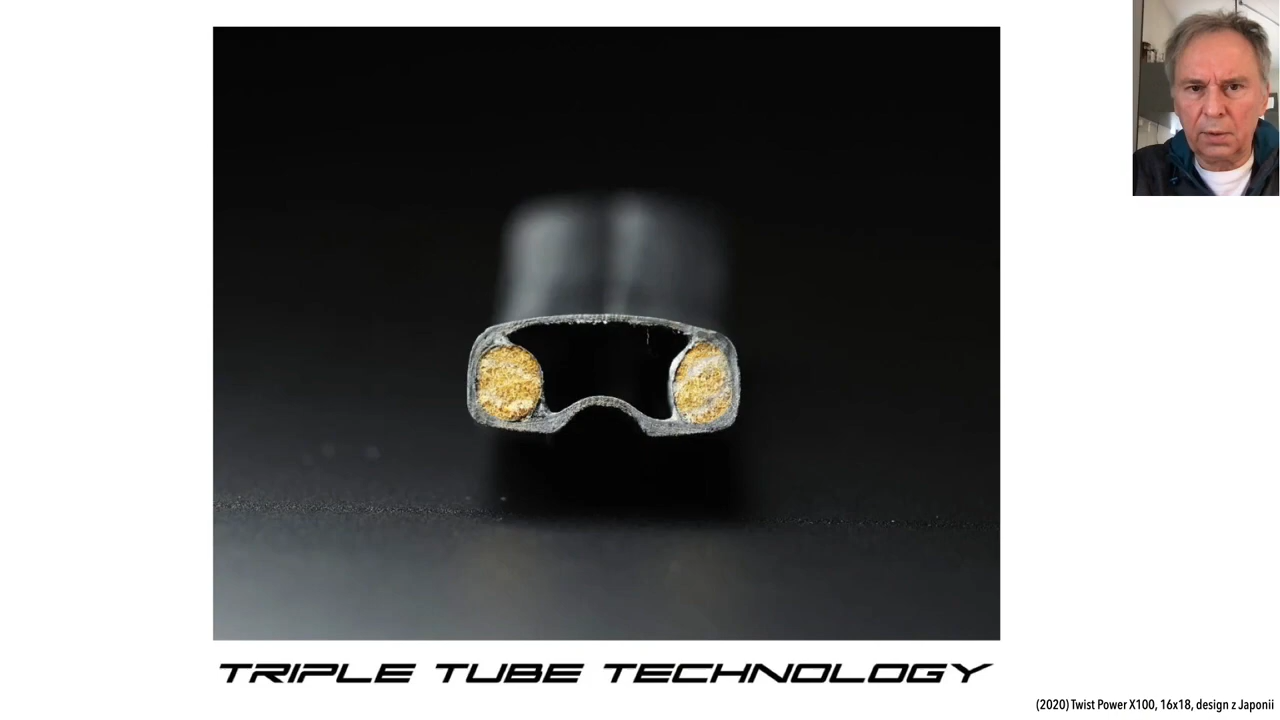 TRIPLE TUBE TECHNOLOGY
(2020) Twist Power X100, 16x18, design z Japonii